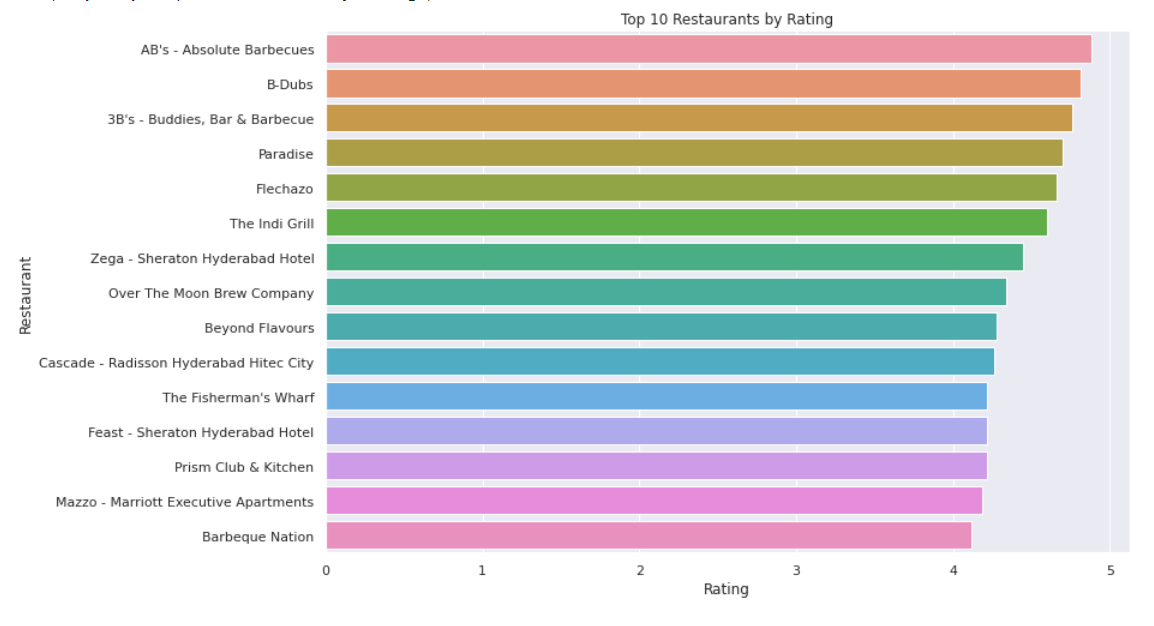 Top 10 Restaurants by Rating
AB's - Absolute Barbecues
B-Dubs
3B's - Buddies, Bar & Barbecue
Paradise
Flechazo
The Indi Grill
Zega - Sheraton Hyderabad Hotel
Over The Moon Brew Company
Beyond Flavours
Cascade - Radisson Hyderabad Hitec City
The Fisherman's Wharf
Feast - Sheraton Hyderabad Hotel
Prism Club & Kitchen
Mazzo - Marriott Executive Apartments
Barbeque Nation
Restaurant
0 1 2 3 4 5
Rating